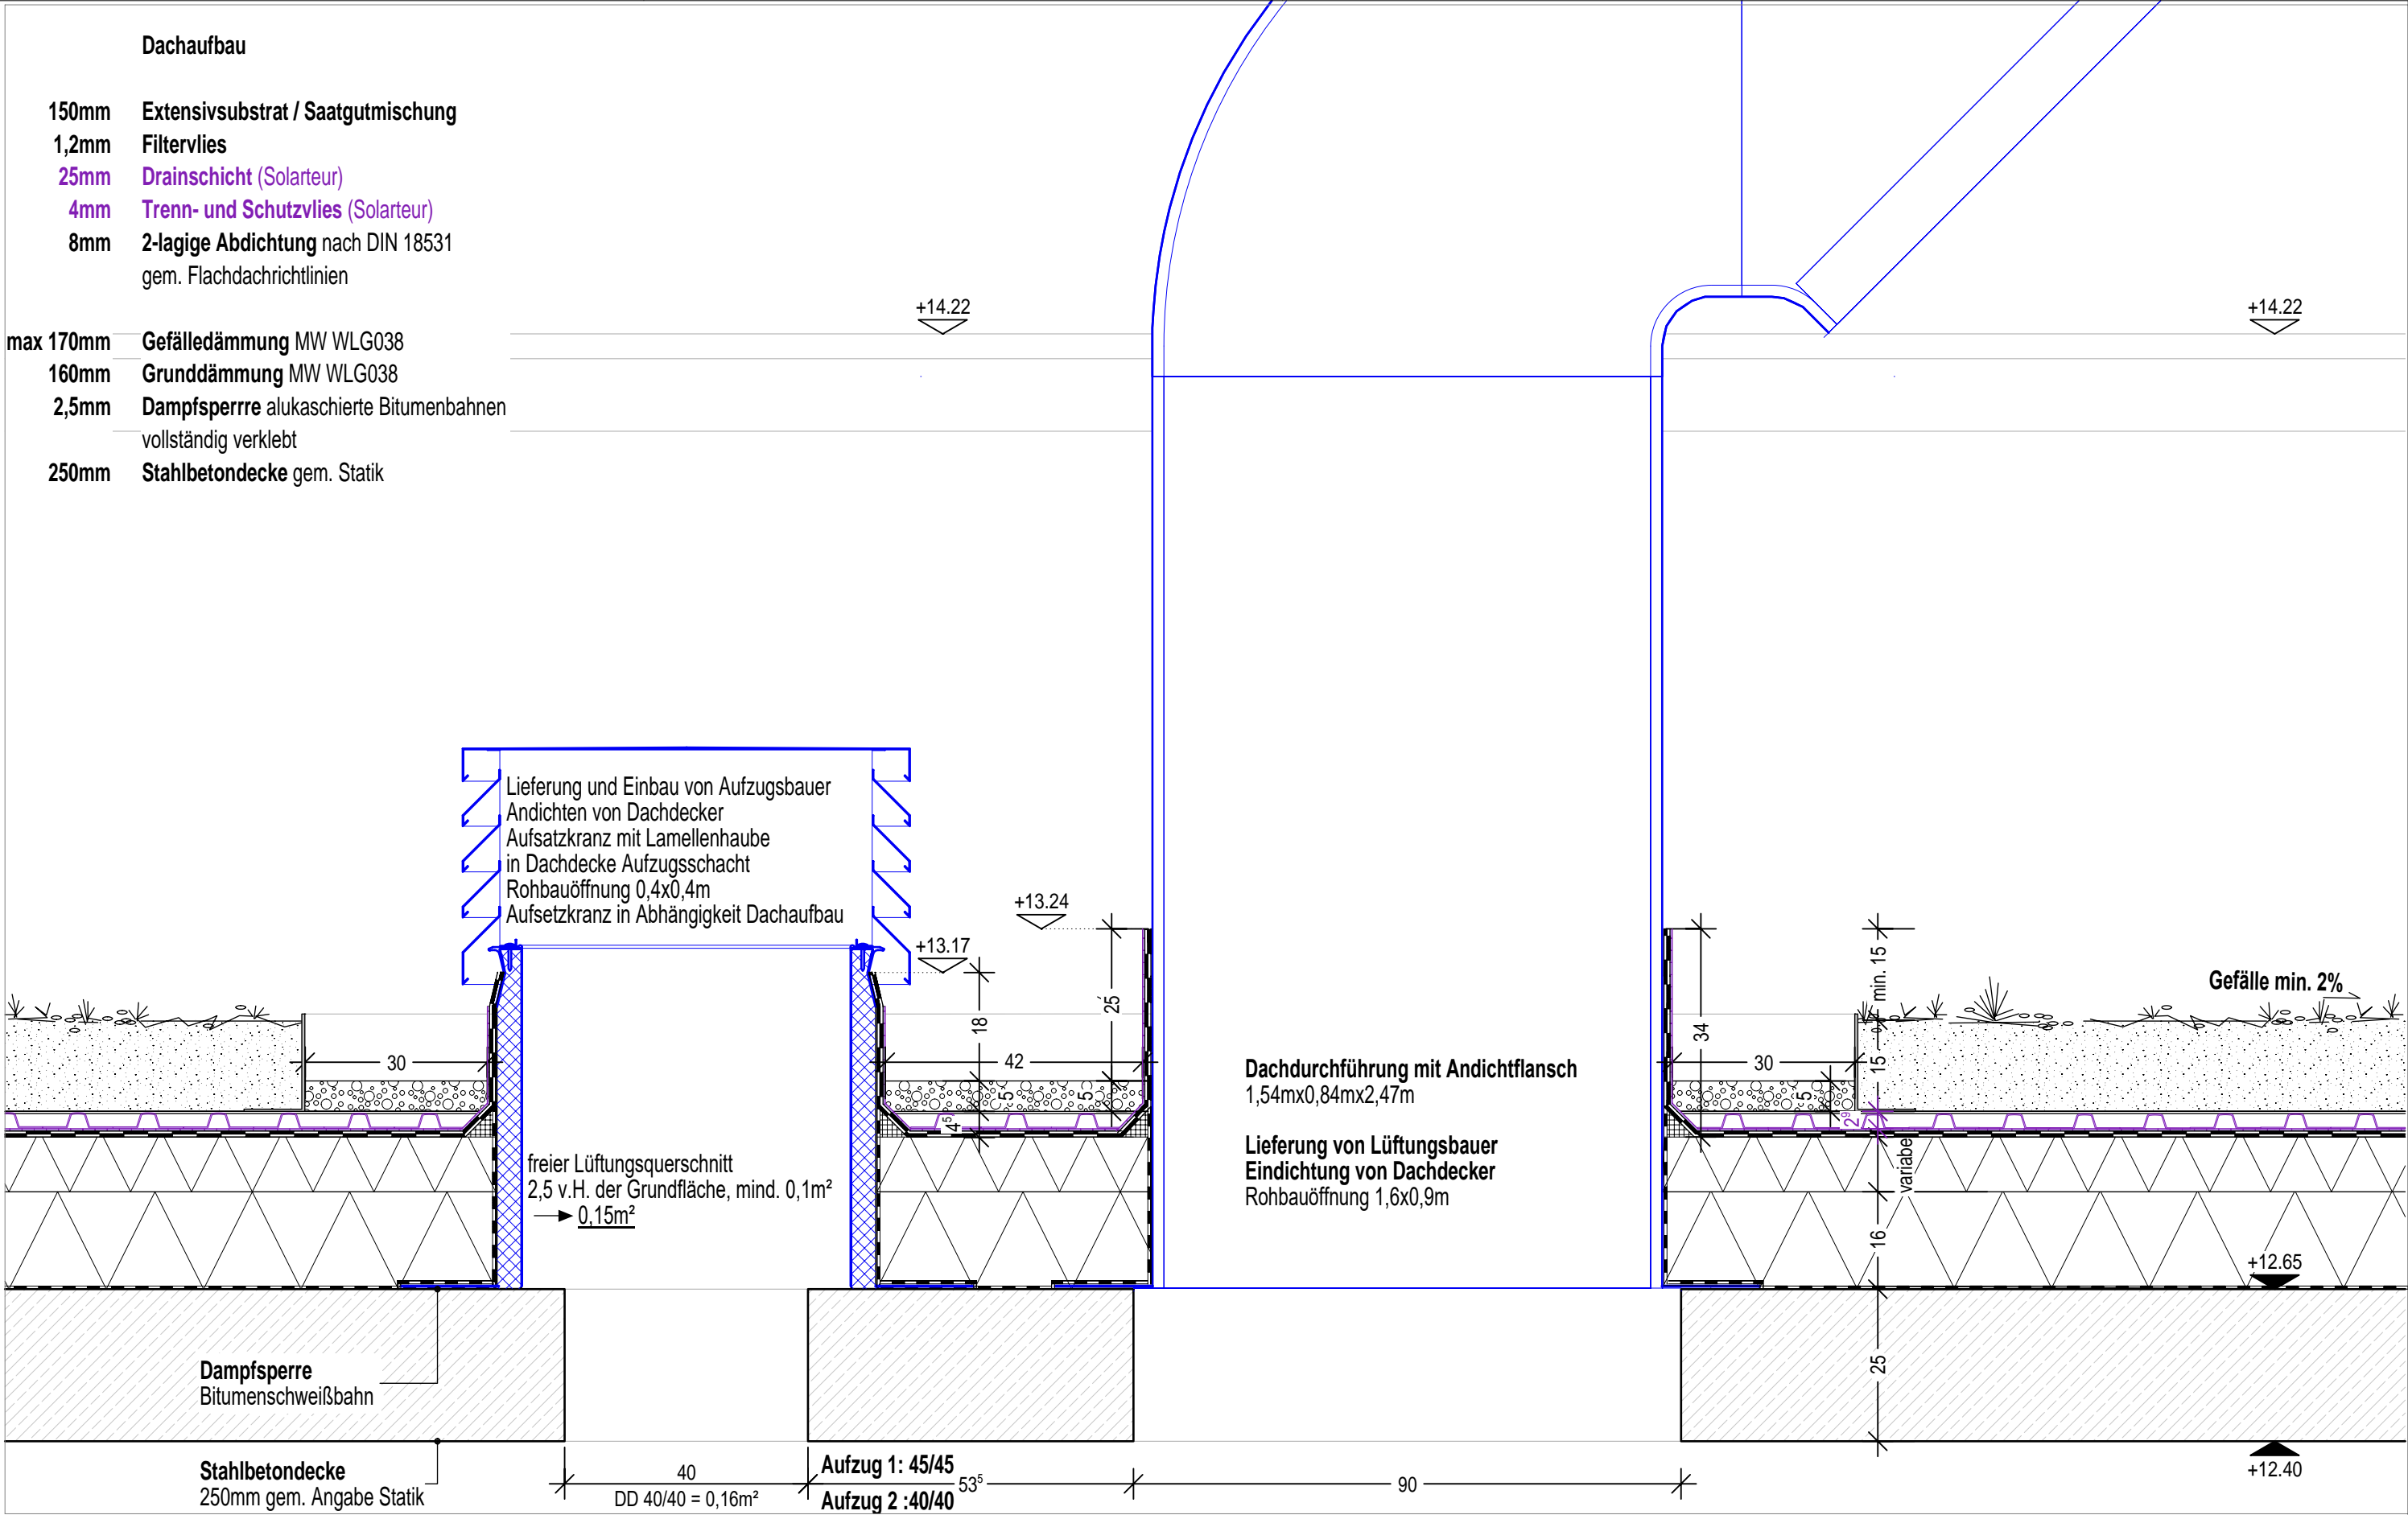 Dachaufbau
150mm Extensivsubstrat / Saatgutmischung
1,2mm Filtervlies
25mm Drainschicht (Solarteur)
4mm Trenn- und Schutzvlies (Solarteur)
8mm 2-lagige Abdichtung nach DIN 18531
gem. Flachdachrichtlinien
max 170mm Gefälledämmung MW WLG038
160mm Grunddämmung MW WLG038
2,5mm Dampfsperrre alukaschierte Bitumenbahnen
vollständig verklebt
250mm Stahlbetondecke gem. Statik
+14.22
+14.22
Lieferung und Einbau von Aufzugsbauer
Andichten von Dachdecker
Aufsatzkranz mit Lamellenhaube
in Dachdecke Aufzugsschacht
Rohbauöffnung 0,4x0,4m
Aufsetzkranz in Abhängigkeit Dachaufbau
+13.24
+13.17
18
25
34
min. 15
15
Gefälle min. 2%
30
42
30
5
5
5
4⁵
2⁹
variabel
16
25
Dachdurchführung mit Andichtflansch
1,54mx0,84mx2,47m
Lieferung von Lüftungsbauer
Eindichtung von Dachdecker
Rohbauöffnung 1,6x0,9m
freier Lüftungsquerschnitt
2,5 v.H. der Grundfläche, mind. 0,1m²
0,15m²
+12.65
+12.40
Dampfsperre
Bitumenschweißbahn
Stahlbetondecke
250mm gem. Angabe Statik
40
DD 40/40 = 0,16m²
Aufzug 1: 45/45
Aufzug 2 :40/40
53⁵
90